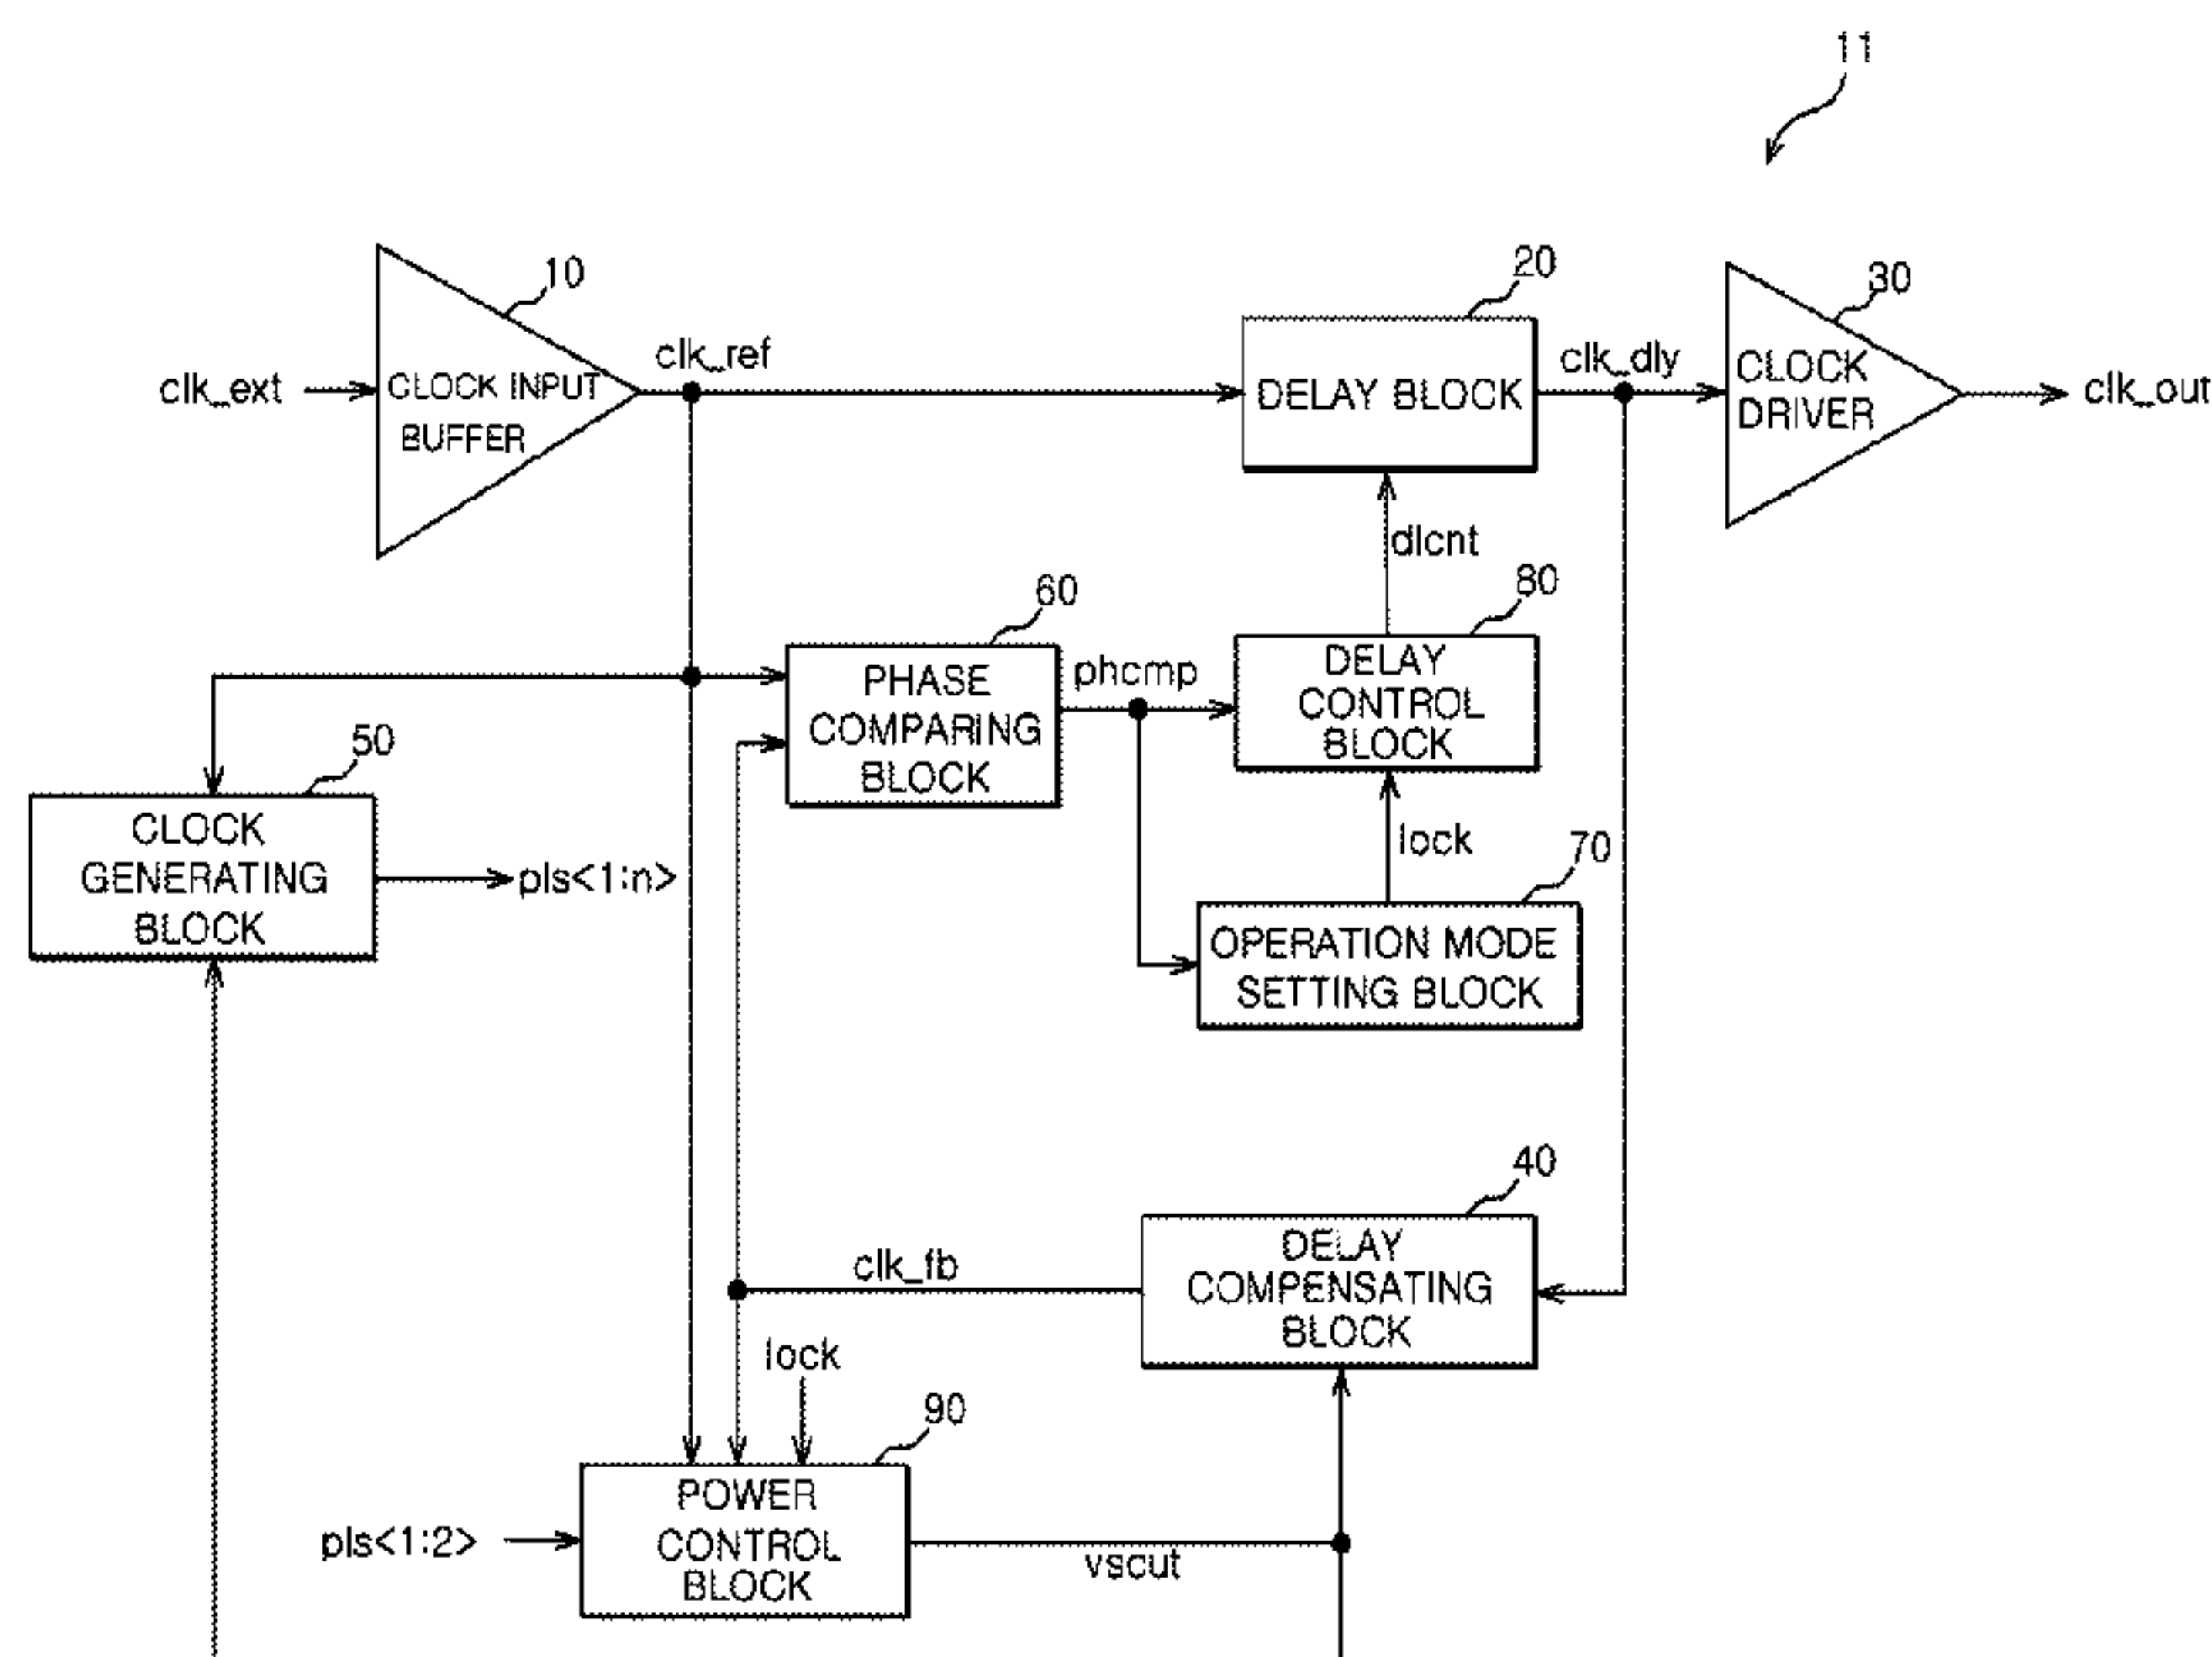 11
10
20
30
clk_ext
CLOCK INPUT
BUFFER
clk_ref
DELAY BLOCK
clk_dly
CLOCK
DRIVER
clk_out
dlcnt
60
80
PHASE
COMPARING
BLOCK
phcmp
DELAY
CONTROL
BLOCK
50
CLOCK
GENERATING
BLOCK
pls<1:n>
lock
70
OPERATION MODE
SETTING BLOCK
40
clk_fb
DELAY
COMPENSATING
BLOCK
lock
90
pls<1:2>
POWER
CONTROL
BLOCK
vscut